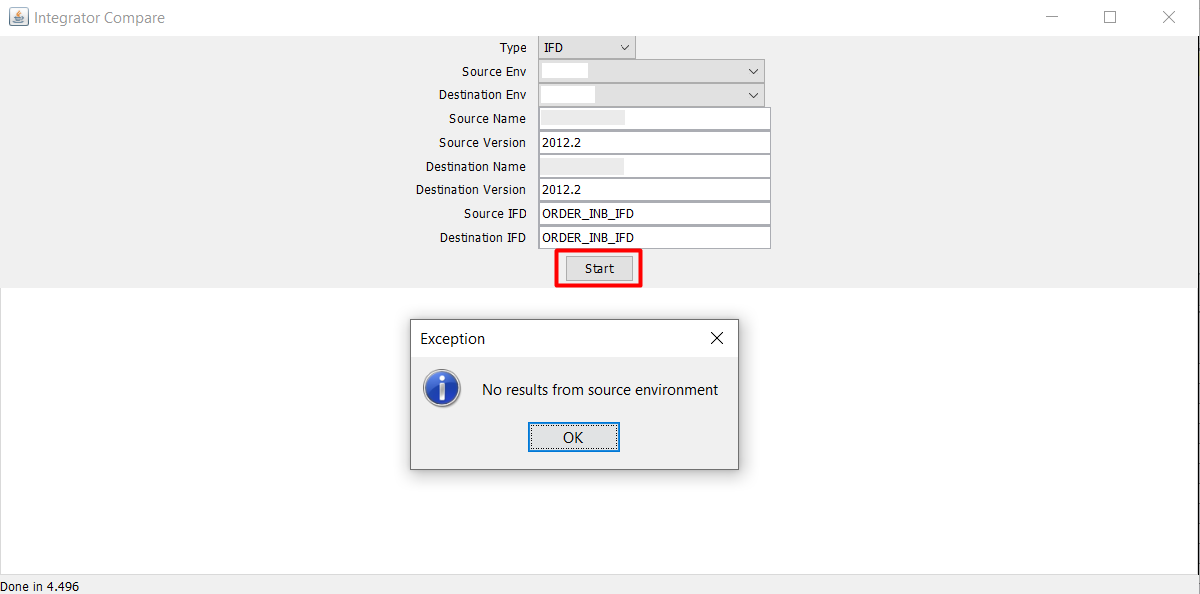 Integrator Compare
Type IFD
Source Env
Destination Env
Source Name
Source Version 2012.2
Destination Name
Destination Version 2012.2
Source IFD ORDER_INB_IFD
Destination IFD ORDER_INB_IFD
Start
Exception
No results from source environment
OK
Done in 4.496